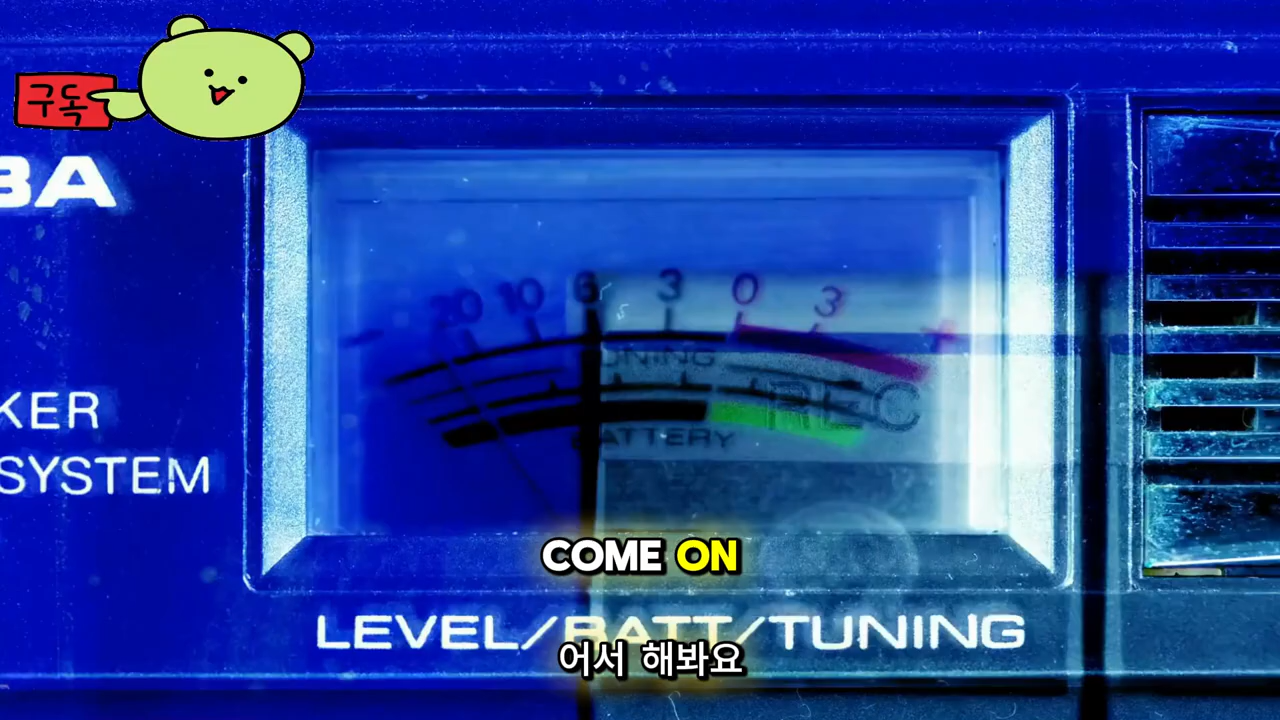 구독
BA
20 10 6 3 0 3
- +
TUNING
REC
BATTERY
KER
SYSTEM
COME ON
LEVEL/BATT/TUNING
어서 해봐요